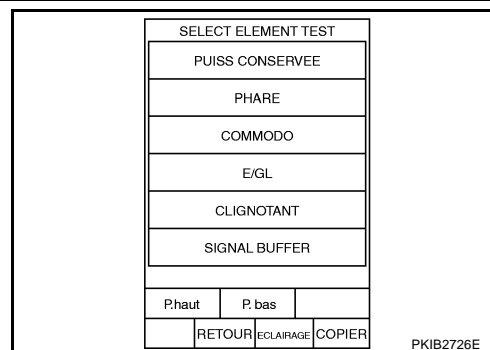 SELECT ELEMENT TEST
PUISS CONSERVEE
PHARE
COMMODO
E/GL
CLIGNOTANT
SIGNAL BUFFER
P.haut P. bas
RETOUR ECLAIRAGE COPIER
PKIB2726E